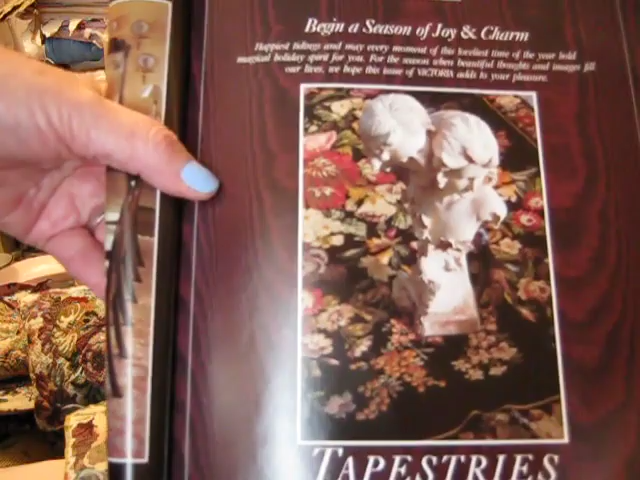 Begin a Season of Joy & Charm
Happiest tidings and may every moment of this loveliest time of the year hold
magical holiday spirit for you. For the season when beautiful thoughts and images fill
our lives, we hope this issue of VICTORIA adds to your pleasure.
TAPESTRIES